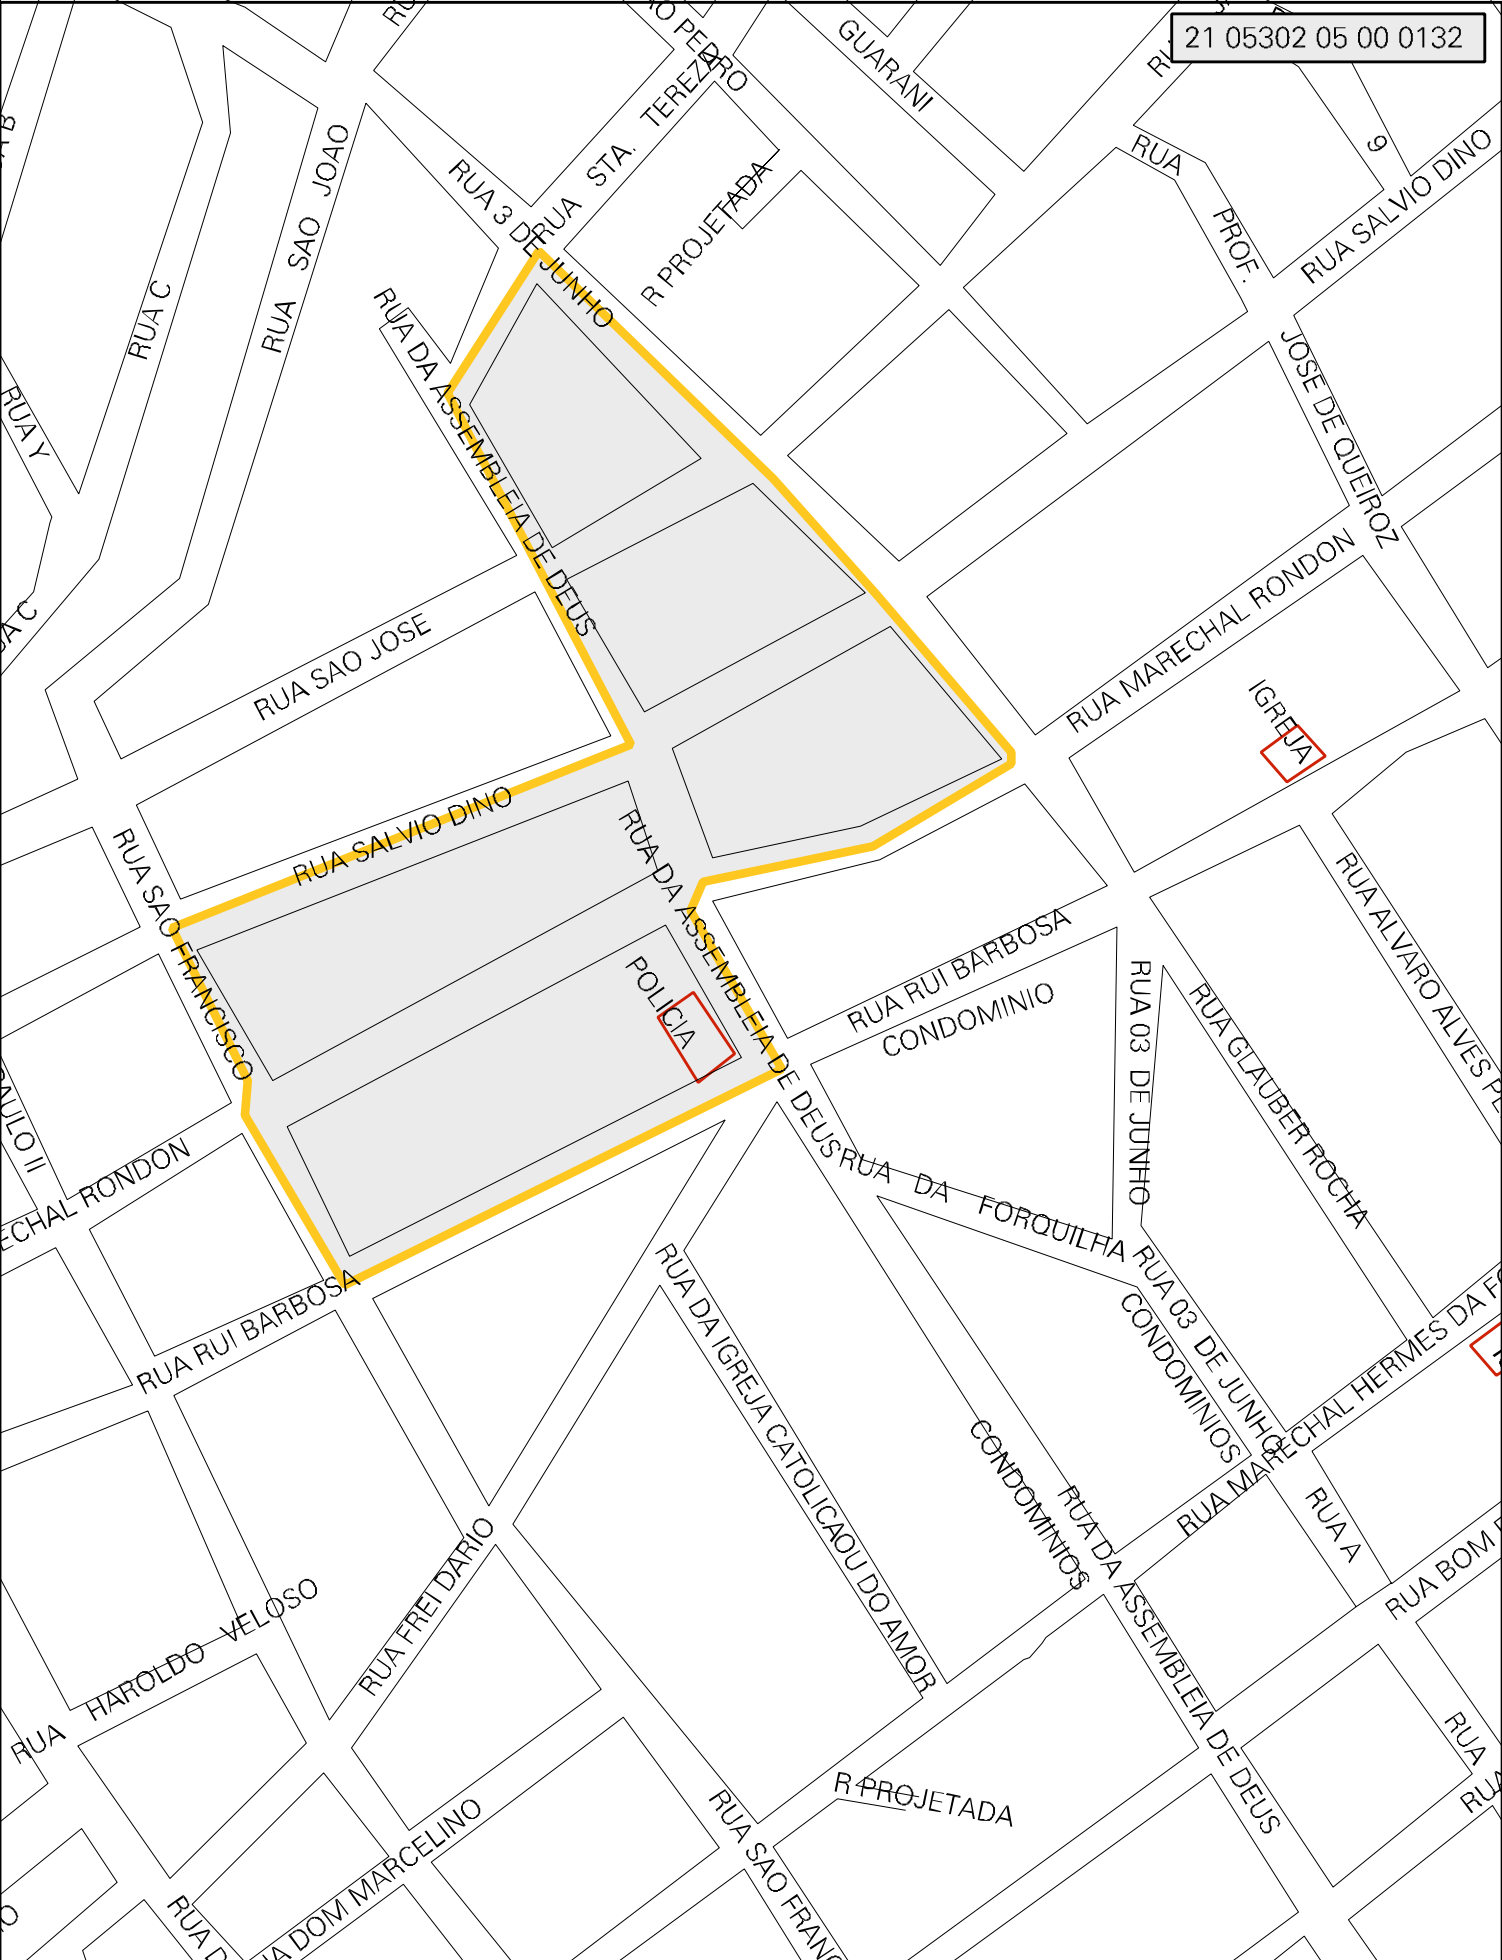 21 05302 05 00 0132
GUARANI
RUA STA. TEREZA
RUA 3 DE JUNHO
R PROJETADA
RUA PROF. JOSE DE QUEIROZ
9
RUA SALVIO DINO
RUA SAO JOAO
RUA C
RUA Y
RUA DA ASSEMBLEIA DE DEUS
RUA SAO JOSE
RUA MARECHAL RONDON
IGREJA
RUA SALVIO DINO
RUA SAO FRANCISCO
RUA DA ASSEMBLEIA DE DEUS
POLICIA
RUA RUI BARBOSA
CONDOMINIO
RUA 03 DE JUNHO
RUA GLAUBER ROCHA
RUA ALVARO ALVES
RUA DA FORQUILHA
RUA RUI BARBOSA
RUA DA IGREJA CATOLICAOU DO AMOR
RUA 03 DE JUNHO
CONDOMINIOS
CONDOMINIOS
RUA MARECHAL HERMES DA
RUA A
RUA BOM
RUA DA ASSEMBLEIA DE DEUS
RUA FREI DARIO
RUA HAROLDO VELOSO
RUA DOM MARCELINO
R PROJETADA
RUA SAO
RUA
RUA